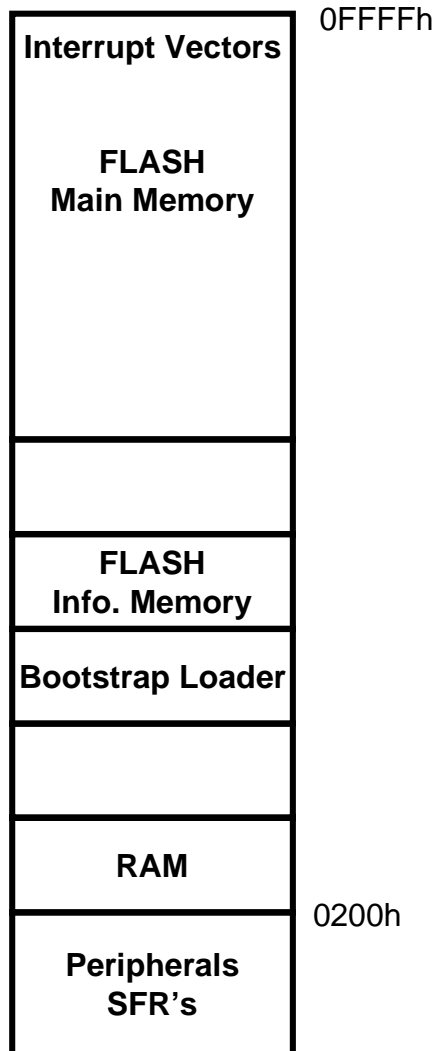 0FFFFh
Interrupt Vectors
FLASH
Main Memory
FLASH
Info. Memory
Bootstrap Loader
RAM
0200h
Peripherals
SFR's